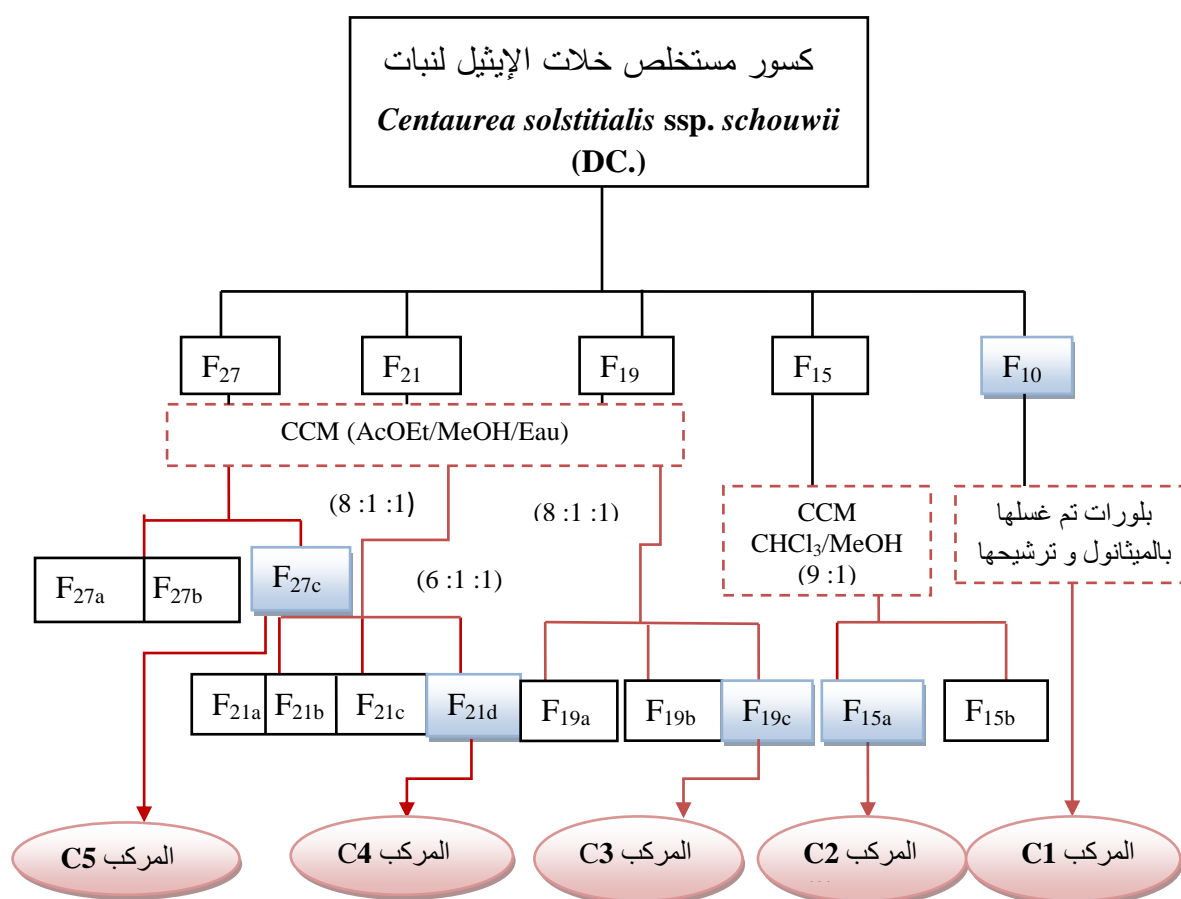 كسور مستخلص خلات الإيثيل لنبات
Centaurea solstitialis ssp. schouwii
(DC.)
F27
F21
F19
F15
F10
CCM (AcOEt/MeOH/Eau)
(8 :1 :1)
(8 :1 :1)
(6 :1 :1)
CCM
CHCl3/MeOH
(9 :1)
بلورات تم غسلها
بالميثانول و ترشيحها
F27a
F27b
F27c
F21a
F21b
F21c
F21d
F19a
F19b
F19c
F15a
F15b
المركب C5
المركب C4
المركب C3
المركب C2
المركب C1